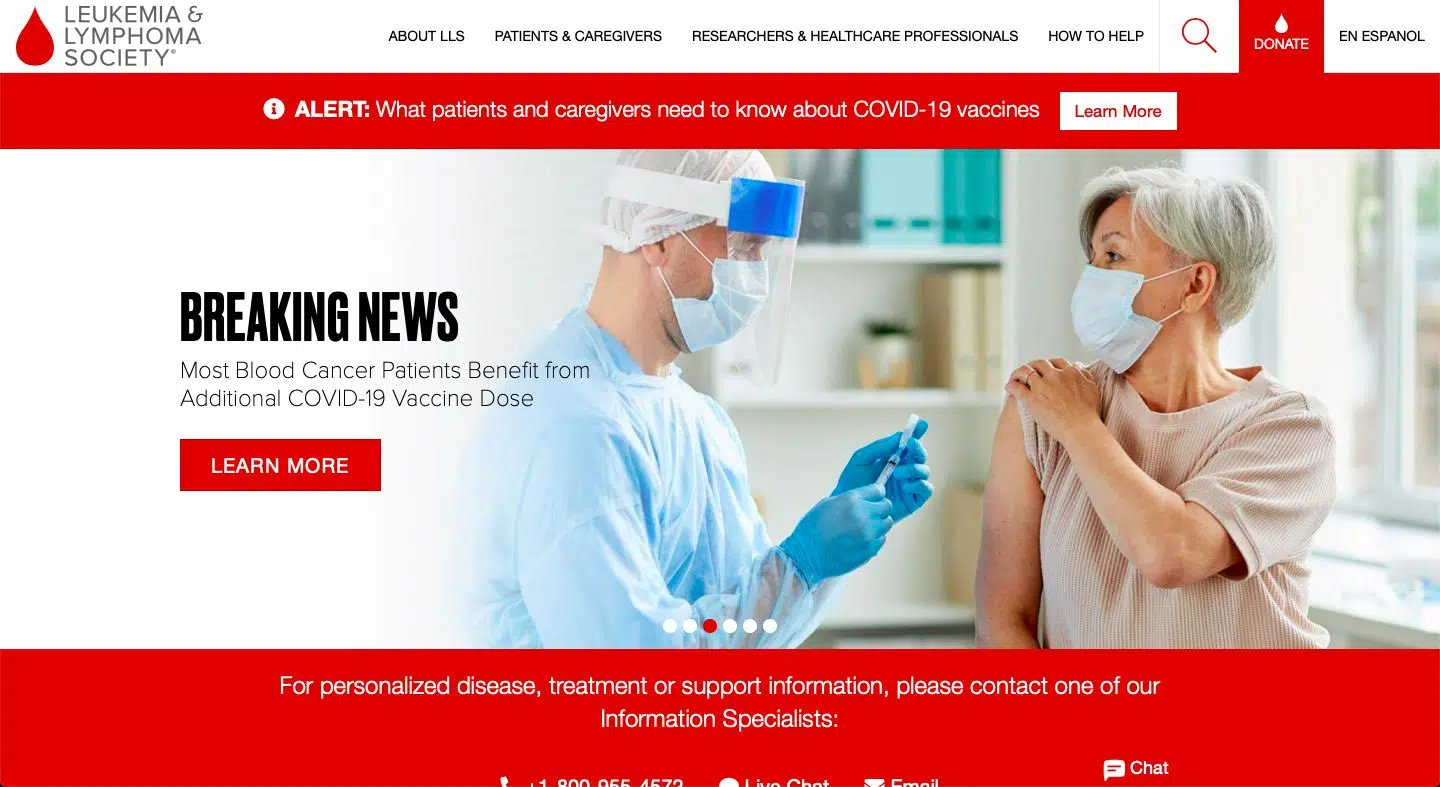 LEUKEMIA &
LYMPHOMA
SOCIETY®
ABOUT LLS
PATIENTS & CAREGIVERS
RESEARCHERS & HEALTHCARE PROFESSIONALS
HOW TO HELP
DONATE
EN ESPANOL
ALERT: What patients and caregivers need to know about COVID-19 vaccines
Learn More
BREAKING NEWS
Most Blood Cancer Patients Benefit from
Additional COVID-19 Vaccine Dose
LEARN MORE
For personalized disease, treatment or support information, please contact one of our
Information Specialists:
+1-800-955-4572
Live Chat
Email
Chat